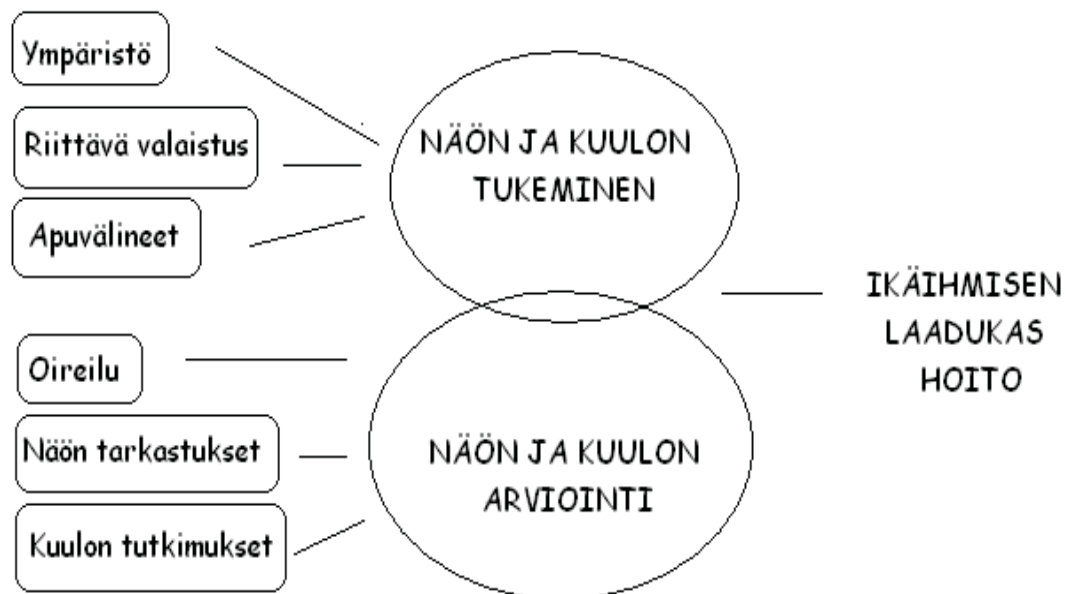 Ympäristö
Riittävä valaistus
Apuvälineet
NÄÖN JA KUULON
TUKEMINEN
IKÄIHMISEN
LAADUKAS
HOITO
Oireilu
Näön tarkastukset
Kuulon tutkimukset
NÄÖN JA KUULON
ARVIOINTI